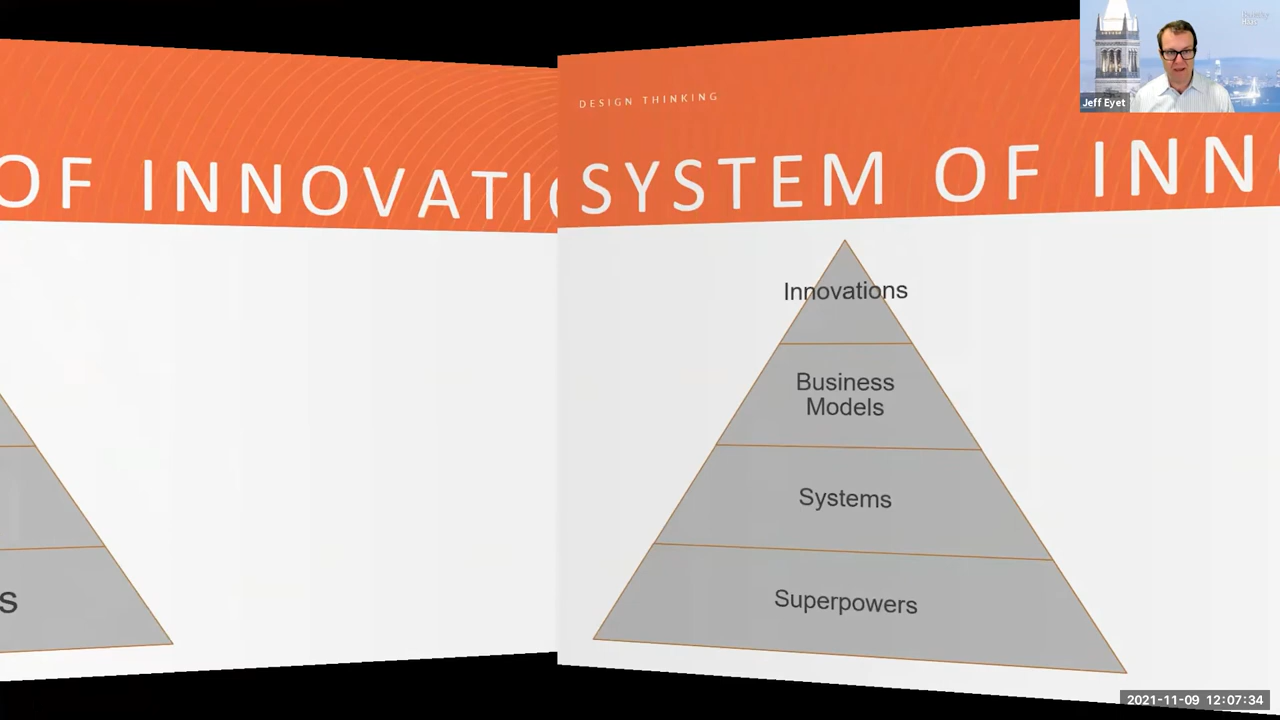 DESIGN THINKING
OF INNOVATI
SYSTEM OF INN
Innovations
Business
Models
Systems
Superpowers
s
Jeff Eyet
2021-11-09 12:07:34